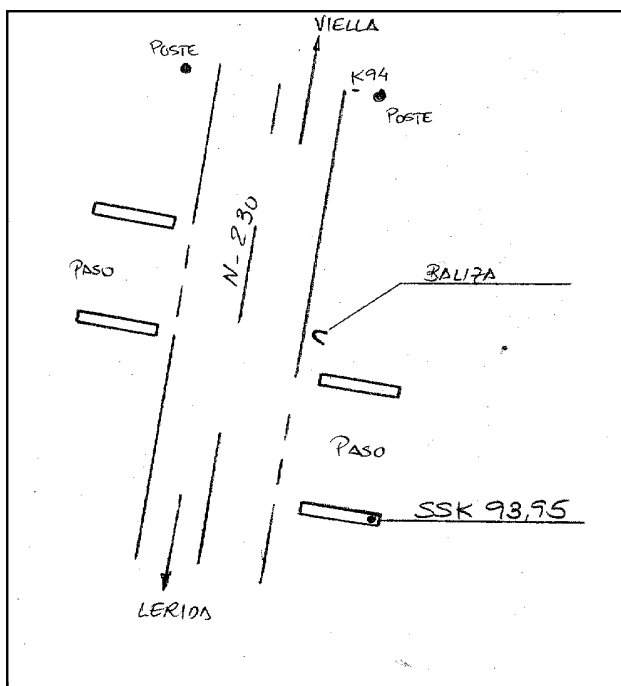 VIELLA
POSTE
K94
POSTE
N-230
PASO
BALIZA
PASO
SSK 93,95
LERIDA